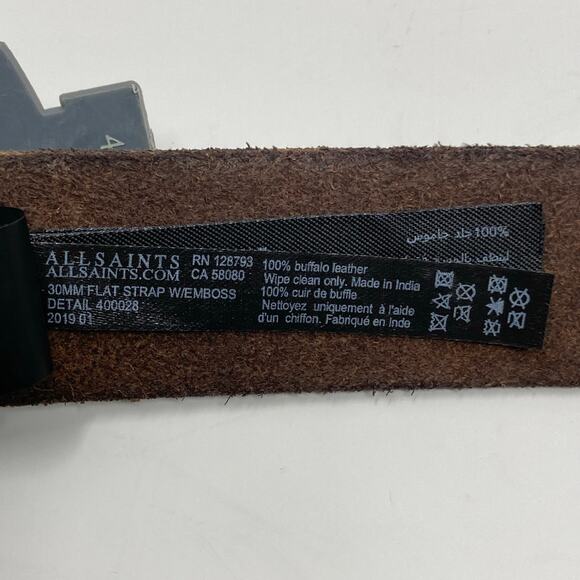 4
100% جلد جاموس
ALLSAINTS RN 128793
ALLSAINTS.COM CA 58080
30MM FLAT STRAP W/EMBOSS
DETAIL 400028
2019 01
100% buffalo leather
Wipe clean only. Made in India
100% cuir de buffle
Nettoyez uniquement à l'aide
d'un chiffon. Fabriqué en Inde